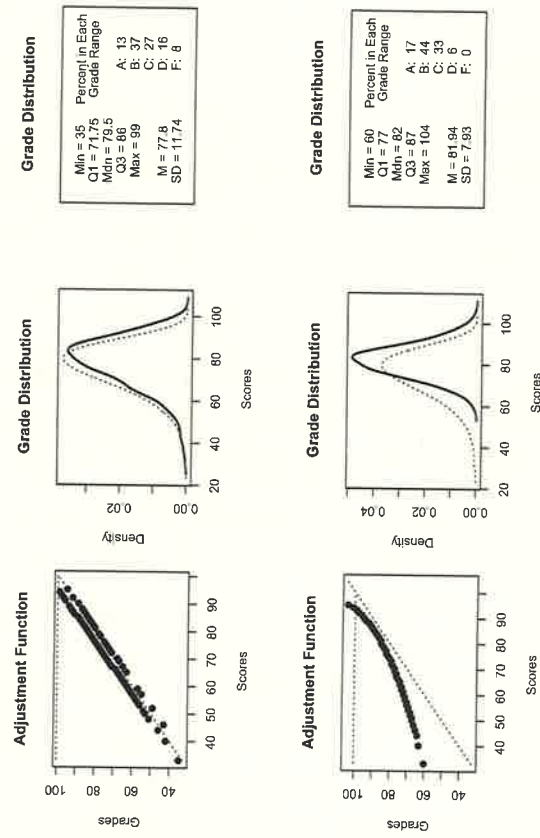 Adjustment Function
Grades
100
80
60
40
40 50 60 70 80 90
Scores
Grade Distribution
Density
0.02
0.00
20 40 60 80 100
Scores
Grade Distribution
Min = 35
Q1 = 71.75
Mdn = 79.5
Q3 = 86
Max = 99
M = 77.8
SD = 11.74
Percent in Each
Grade Range
A: 13
B: 37
C: 27
D: 16
F: 8
Adjustment Function
Grades
100
80
60
40
40 50 60 70 80 90
Scores
Grade Distribution
Density
0.04
0.02
0.00
20 40 60 80 100
Scores
Grade Distribution
Min = 60
Q1 = 77
Mdn = 82
Q3 = 87
Max = 104
M = 81.94
SD = 7.93
Percent in Each
Grade Range
A: 17
B: 44
C: 33
D: 6
F: 0